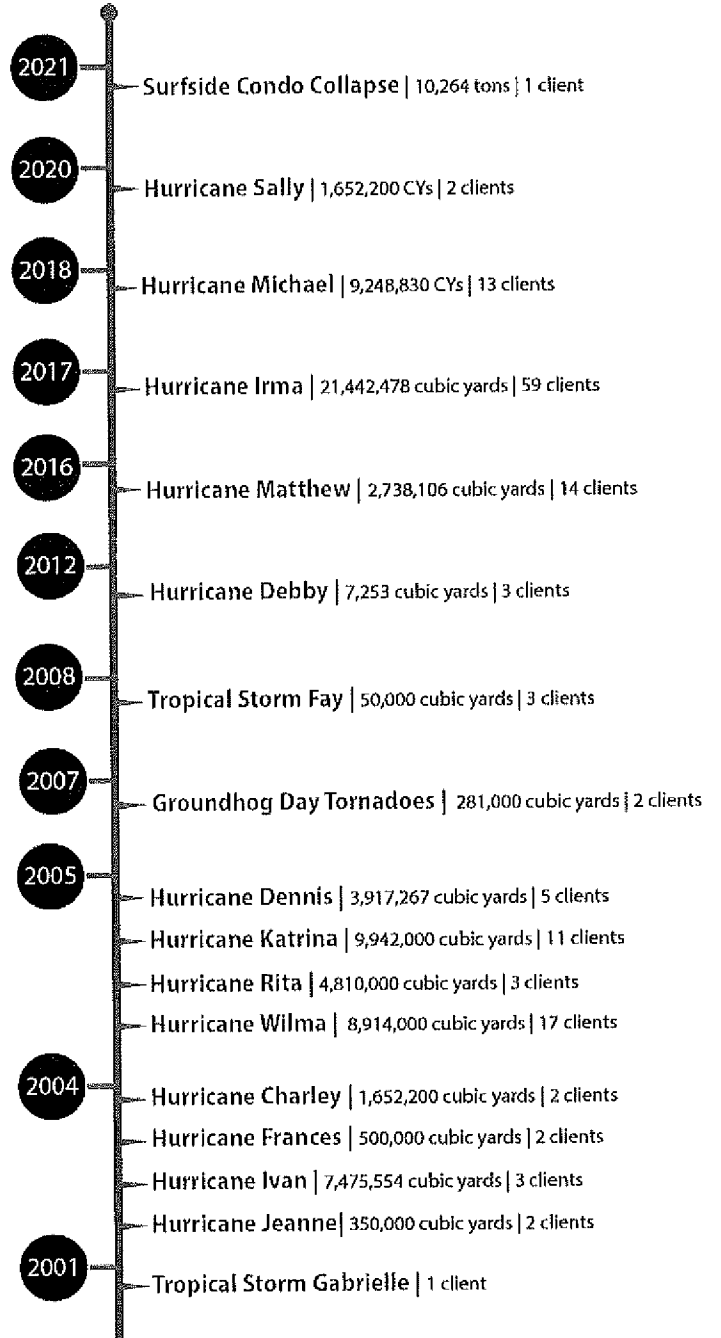 2021
Surfside Condo Collapse | 10,264 tons | 1 client
2020
Hurricane Sally | 1,652,200 CYs | 2 clients
2018
Hurricane Michael | 9,248,830 CYs | 13 clients
2017
Hurricane Irma | 21,442,478 cubic yards | 59 clients
2016
Hurricane Matthew | 2,738,106 cubic yards | 14 clients
2012
Hurricane Debby | 7,253 cubic yards | 3 clients
2008
Tropical Storm Fay | 50,000 cubic yards | 3 clients
2007
Groundhog Day Tornadoes | 281,000 cubic yards | 2 clients
2005
Hurricane Dennis | 3,917,267 cubic yards | 5 clients
Hurricane Katrina | 9,942,000 cubic yards | 11 clients
Hurricane Rita | 4,810,000 cubic yards | 3 clients
Hurricane Wilma | 8,914,000 cubic yards | 17 clients
2004
Hurricane Charley | 1,652,200 cubic yards | 2 clients
Hurricane Frances | 500,000 cubic yards | 2 clients
Hurricane Ivan | 7,475,554 cubic yards | 3 clients
Hurricane Jeanne| 350,000 cubic yards | 2 clients
2001
Tropical Storm Gabrielle | 1 client